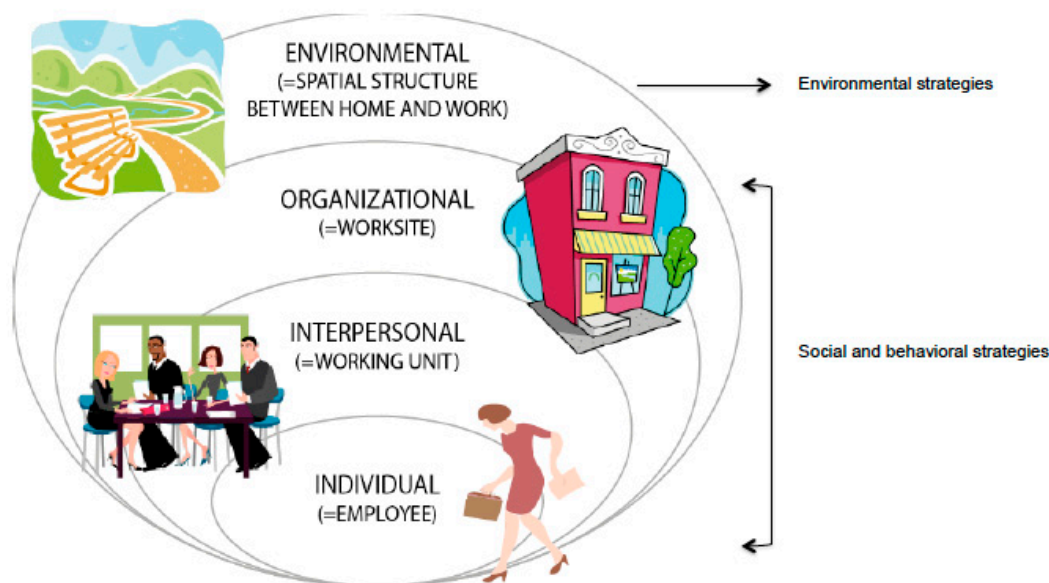 ENVIRONMENTAL
(=SPATIAL STRUCTURE
BETWEEN HOME AND WORK)
Environmental strategies
ORGANIZATIONAL
(=WORKSITE)
INTERPERSONAL
(=WORKING UNIT)
Social and behavioral strategies
INDIVIDUAL
(=EMPLOYEE)